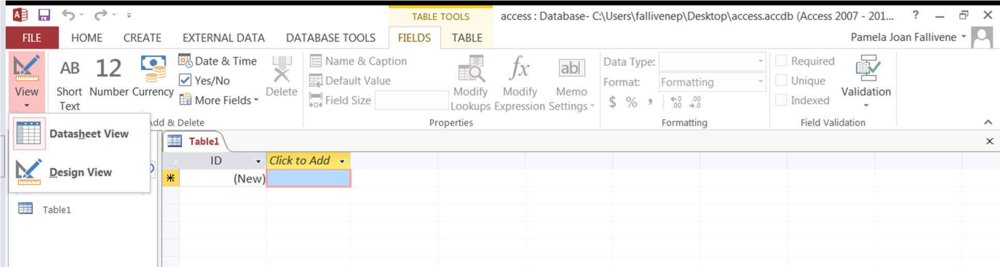 TABLE TOOLS
access : Database- C:\Users\fallivenep\Desktop\access.accdb (Access 2007 - 201...
?
FILE HOME CREATE EXTERNAL DATA DATABASE TOOLS FIELDS TABLE
Pamela Joan Fallivene
View
AB
Short
Text
12
Number
Currency
Date & Time
Yes/No
More Fields
Delete
dd & Delete
Name & Caption
Default Value
Field Size
Modify
Lookups
fx
Modify
Expression
ab|
Memo
Settings
Properties
Data Type:
Format: Formatting
$ % , ←.0 .00 .00 →.0
Formatting
Required
Unique
Indexed
Validation
Field Validation
Datasheet View
Design View
Table1
Table1
ID Click to Add
* (New)